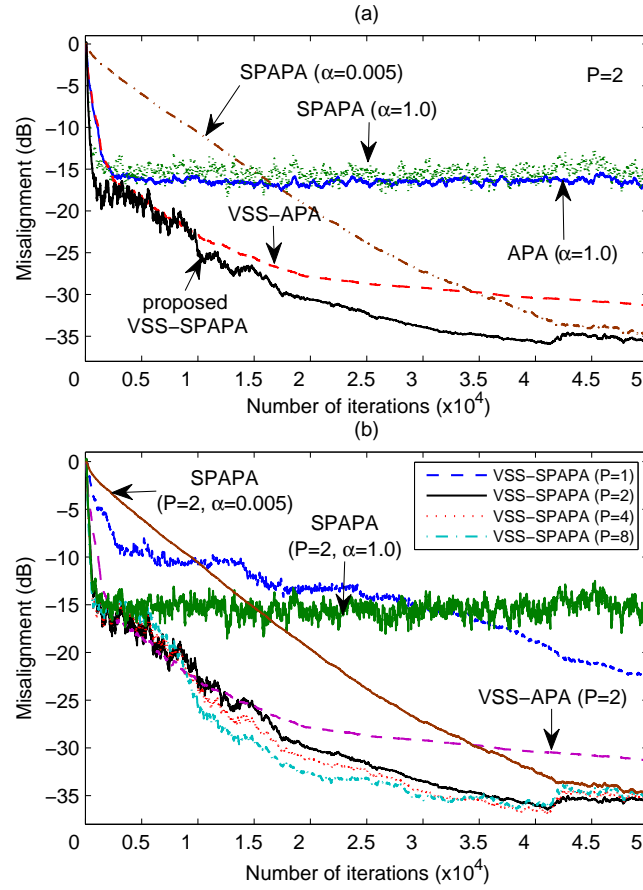 (a)
0
−5
−10
−15
−20
−25
−30
−35
Misalignment (dB)
SPAPA (α=0.005)
P=2
SPAPA
(α=1.0)
VSS−APA
APA (α=1.0)
proposed
VSS−SPAPA
0 0.5 1 1.5 2 2.5 3 3.5 4 4.5 5
Number of iterations (x10^4)
(b)
0
−5
−10
−15
−20
−25
−30
−35
Misalignment (dB)
SPAPA
(P=2, α=0.005)
SPAPA
(P=2, α=1.0)
VSS−SPAPA (P=1)
VSS−SPAPA (P=2)
VSS−SPAPA (P=4)
VSS−SPAPA (P=8)
VSS−APA (P=2)
0 0.5 1 1.5 2 2.5 3 3.5 4 4.5 5
Number of iterations (x10^4)